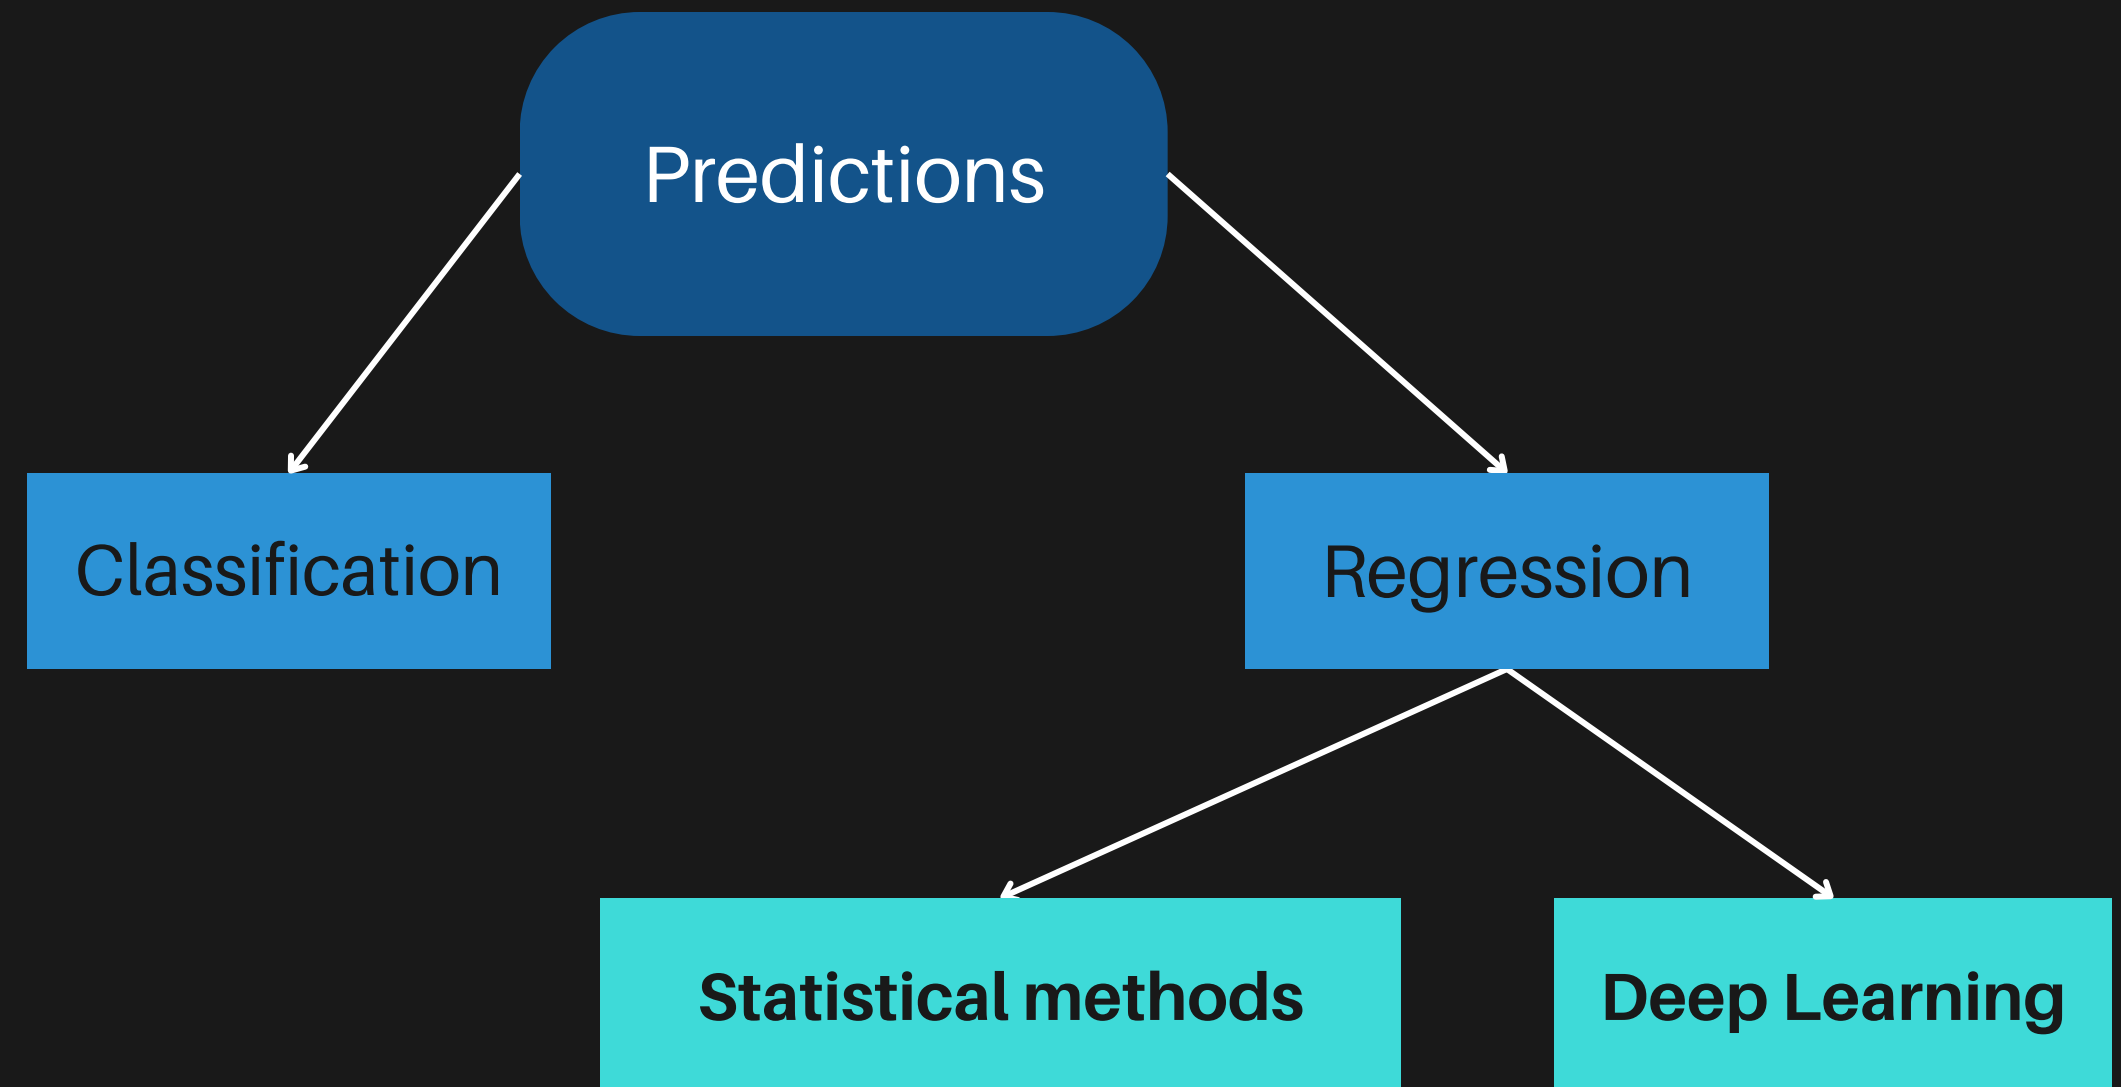 Predictions
Classification
Regression
Statistical methods
Deep Learning